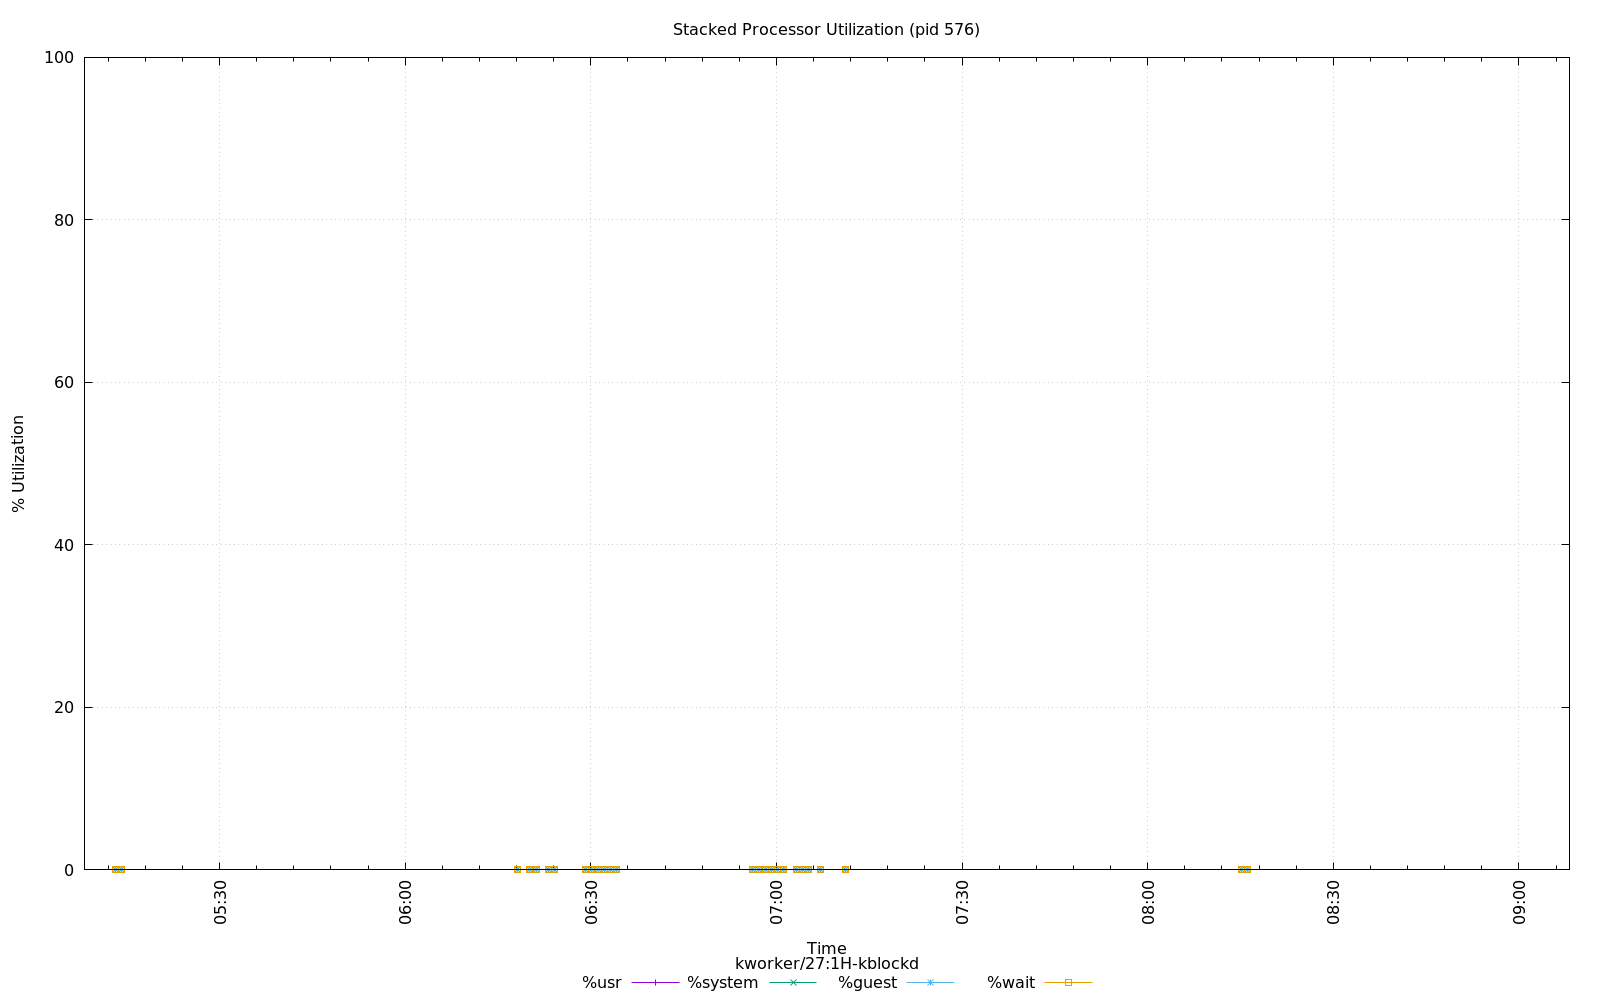 Stacked Processor Utilization (pid 576)
100
80
60
40
20
0
% Utilization
05:30
06:00
06:30
07:00
07:30
08:00
08:30
09:00
Time
kworker/27:1H-kblockd
%usr %system %guest %wait